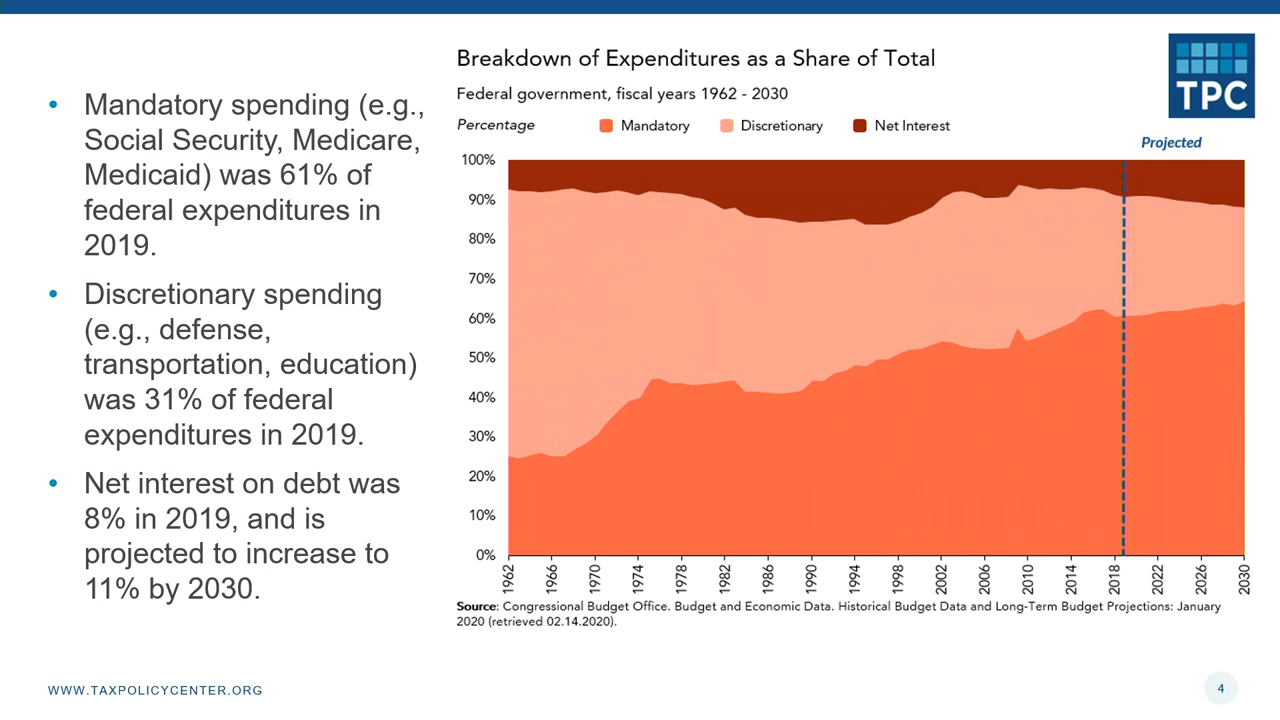 • Mandatory spending (e.g.,
Social Security, Medicare,
Medicaid) was 61% of
federal expenditures in
2019.
• Discretionary spending
(e.g., defense,
transportation, education)
was 31% of federal
expenditures in 2019.
• Net interest on debt was
8% in 2019, and is
projected to increase to
11% by 2030.
Breakdown of Expenditures as a Share of Total
Federal government, fiscal years 1962 - 2030
Percentage Mandatory Discretionary Net Interest
TPC
Projected
100%
90%
80%
70%
60%
50%
40%
30%
20%
10%
0%
1962 1966 1970 1974 1978 1982 1986 1990 1994 1998 2002 2006 2010 2014 2018 2022 2026 2030
Source: Congressional Budget Office. Budget and Economic Data. Historical Budget Data and Long-Term Budget Projections: January
2020 (retrieved 02.14.2020).
WWW.TAXPOLICYCENTER.ORG
4